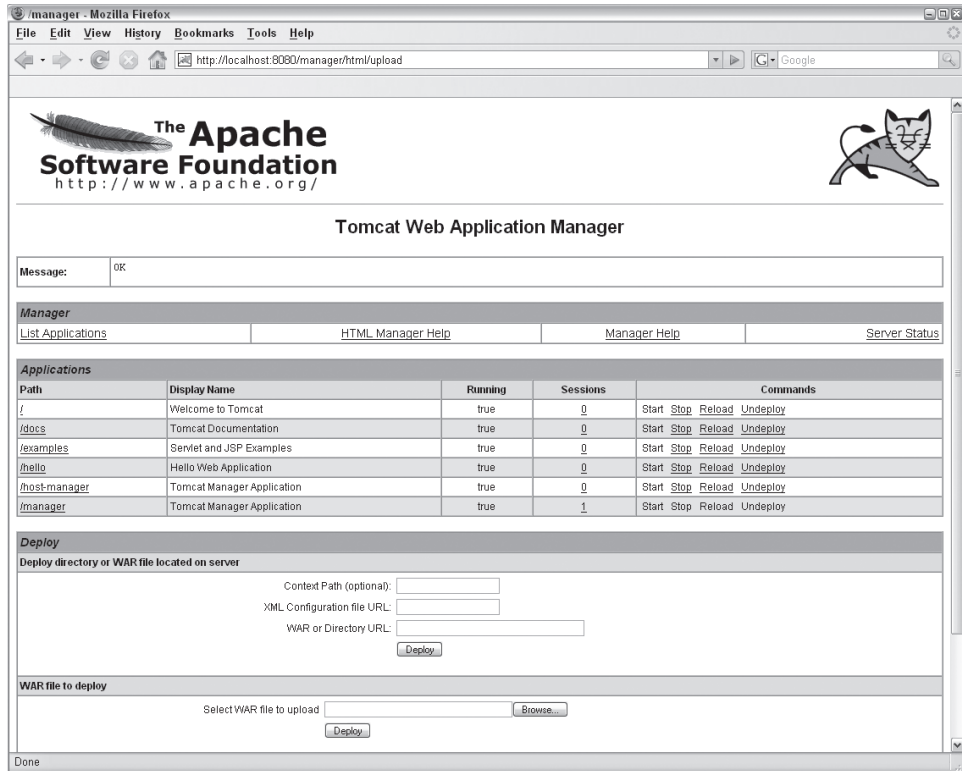 /manager - Mozilla Firefox
File Edit View History Bookmarks Tools Help
http://localhost:8080/manager/html/upload
G Google
The Apache
Software Foundation
http://www.apache.org/
Tomcat Web Application Manager
Message: OK
Manager
List Applications HTML Manager Help Manager Help Server Status
Applications
Path Display Name Running Sessions Commands
/ Welcome to Tomcat true 0 Start Stop Reload Undeploy
/docs Tomcat Documentation true 0 Start Stop Reload Undeploy
/examples Servlet and JSP Examples true 0 Start Stop Reload Undeploy
/hello Hello Web Application true 0 Start Stop Reload Undeploy
/host-manager Tomcat Manager Application true 0 Start Stop Reload Undeploy
/manager Tomcat Manager Application true 1 Start Stop Reload Undeploy
Deploy
Deploy directory or WAR file located on server
Context Path (optional):
XML Configuration file URL:
WAR or Directory URL:
Deploy
WAR file to deploy
Select WAR file to upload Browse...
Deploy
Done